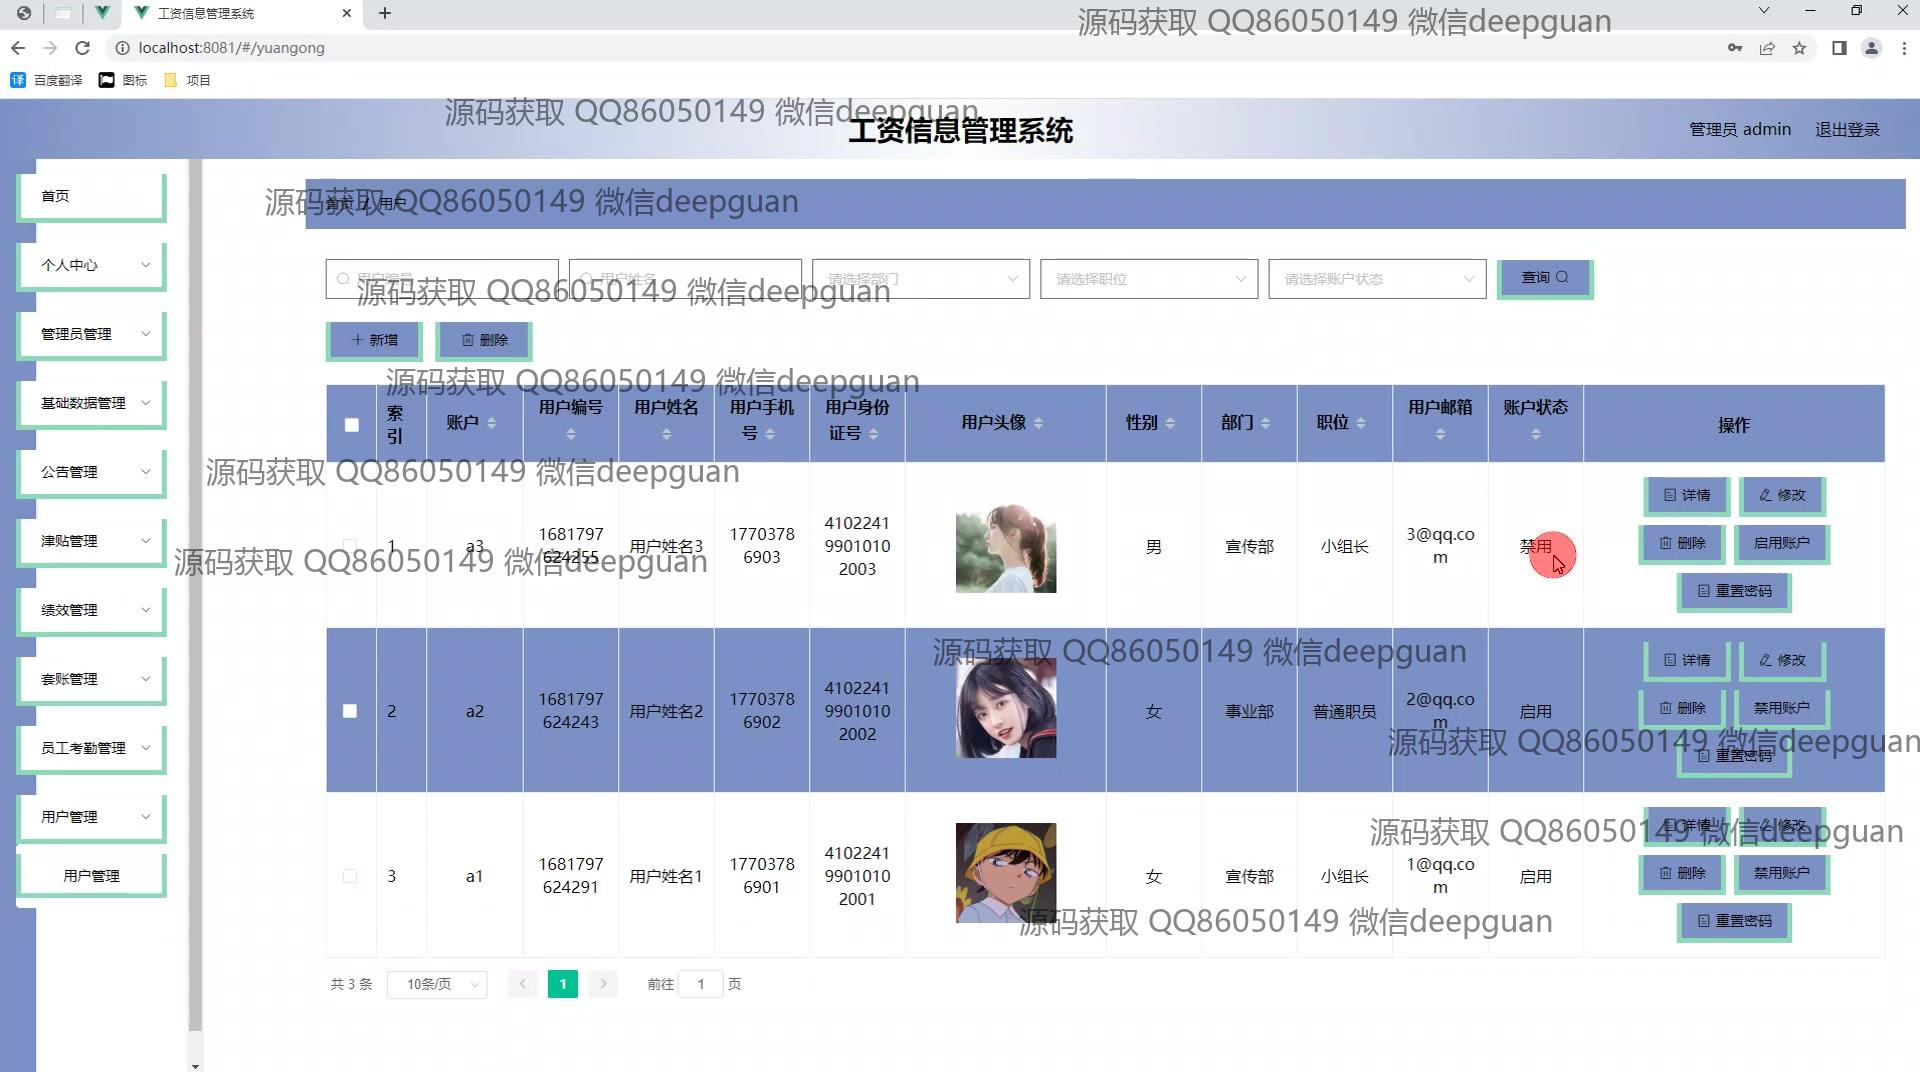 工资信息管理系统
源码获取 QQ86050149 微信deepguan
localhost:8081/#/yuangong
百度翻译 图标 项目
源码获取 QQ86050149 微信deepguan
工资信息管理系统
管理员 admin 退出登录
首页
源码获取 QQ86050149 微信deepguan
首页 / 用户
个人中心
用户编号 用户姓名 请选择部门 请选择职位 请选择账户状态 查询
源码获取 QQ86050149 微信deepguan
管理员管理
新增 删除
源码获取 QQ86050149 微信deepguan
基础数据管理
索引 账户 用户编号 用户姓名 用户手机号 用户身份证号 用户头像 性别 部门 职位 用户邮箱 账户状态 操作
公告管理
源码获取 QQ86050149 微信deepguan
详情 修改
津贴管理
1 a3 1681797624255 用户姓名3 17703786903 410224199010102003 男 宣传部 小组长 3@qq.com 禁用
删除 启用账户
源码获取 QQ86050149 微信deepguan
重置密码
绩效管理
源码获取 QQ86050149 微信deepguan
详情 修改
套账管理
2 a2 1681797624243 用户姓名2 17703786902 410224199010102002 女 事业部 普通职员 2@qq.com 启用
删除 禁用账户
源码获取 QQ86050149 微信deepguan
重置密码
员工考勤管理
用户管理
源码获取 QQ86050149 微信deepguan
详情 修改
用户管理
3 a1 1681797624291 用户姓名1 17703786901 410224199010102001 女 宣传部 小组长 1@qq.com 启用
删除 禁用账户
源码获取 QQ86050149 微信deepguan
重置密码
共 3 条 10条/页 1 前往 1 页